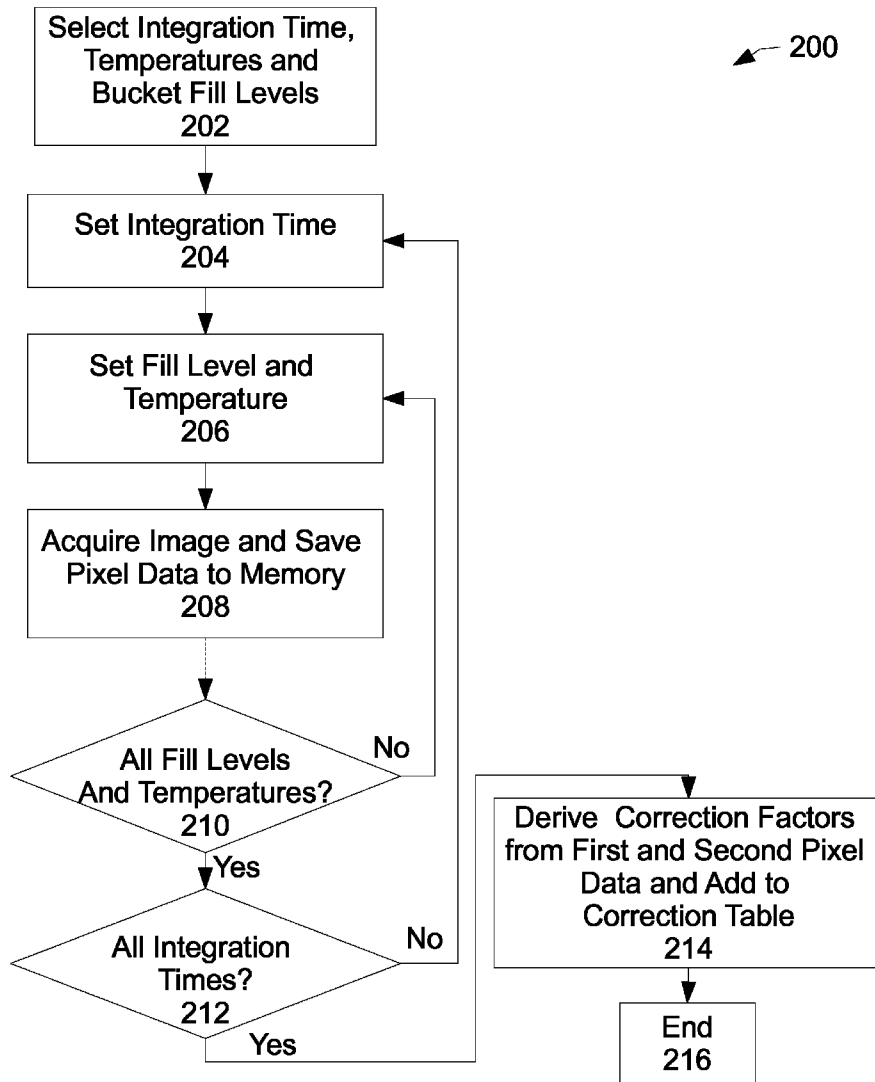 Select Integration Time,
Temperatures and
Bucket Fill Levels
202
200
Set Integration Time
204
Set Fill Level and
Temperature
206
Acquire Image and Save
Pixel Data to Memory
208
All Fill Levels
And Temperatures?
210
No
Yes
All Integration
Times?
212
No
Yes
Derive Correction Factors
from First and Second Pixel
Data and Add to
Correction Table
214
End
216